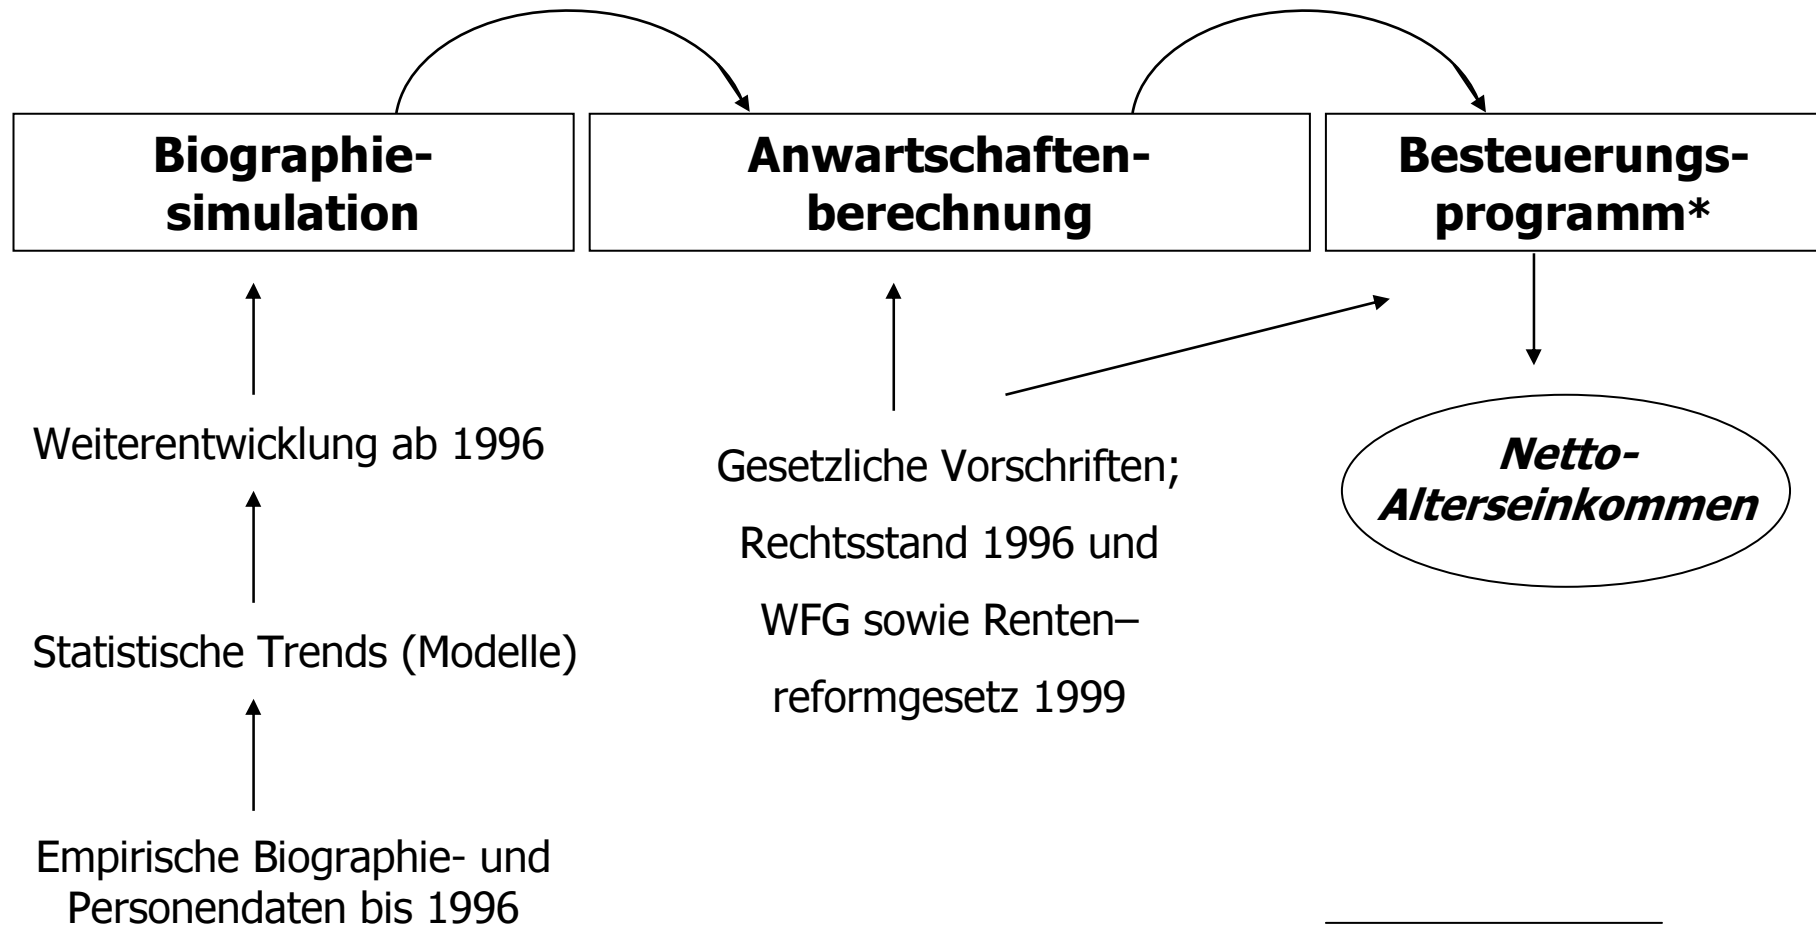 Biographie-
simulation
Anwartschaften-
berechnung
Besteuerungs-
programm*
Weiterentwicklung ab 1996
Statistische Trends (Modelle)
Empirische Biographie- und
Personendaten bis 1996
Gesetzliche Vorschriften;
Rechtsstand 1996 und
WFG sowie Renten–
reformgesetz 1999
Netto-
Alterseinkommen